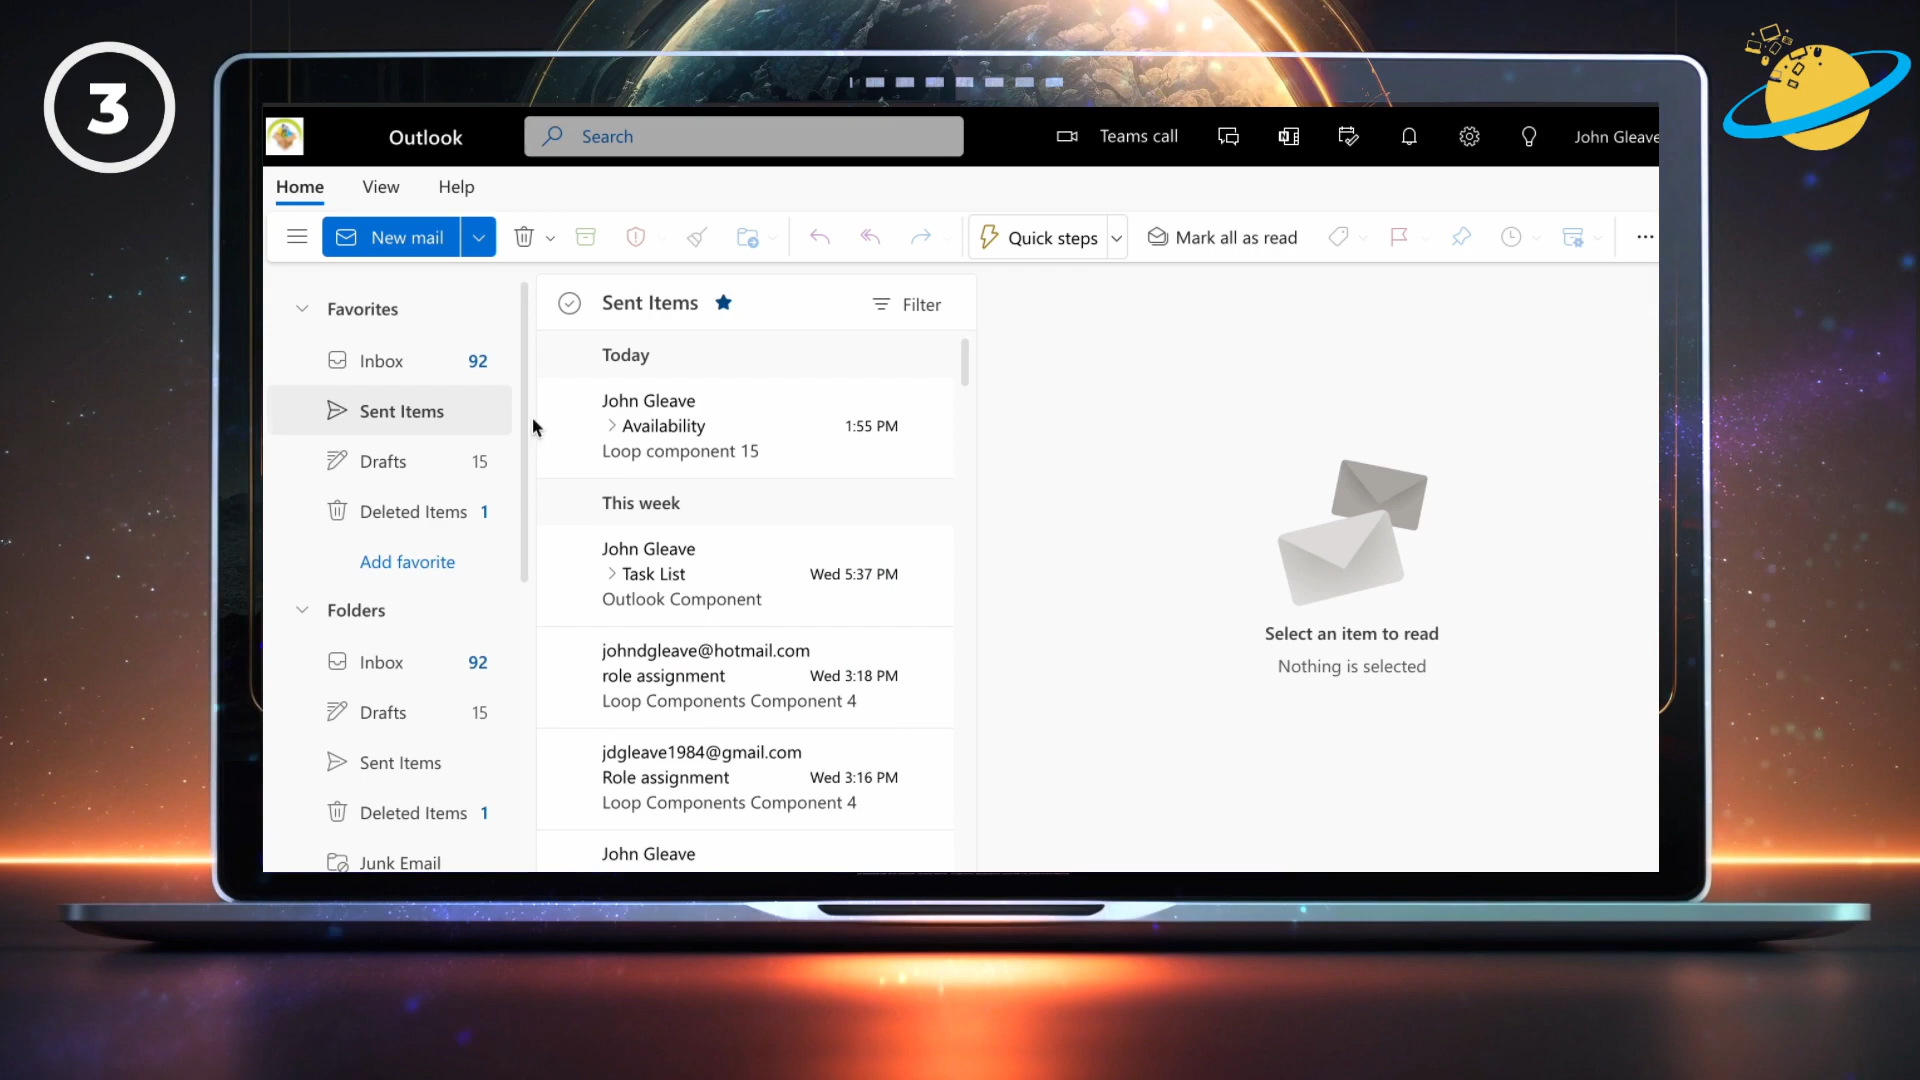 3
Outlook
Search
Teams call
John Gleave
Home
View
Help
New mail
Quick steps
Mark all as read
Favorites
Inbox 92
Sent Items
Drafts 15
Deleted Items 1
Add favorite
Folders
Inbox 92
Drafts 15
Sent Items
Deleted Items 1
Junk Email
Sent Items
Filter
Today
John Gleave
Availability 1:55 PM
Loop component 15
This week
John Gleave
Task List Wed 5:37 PM
Outlook Component
johndgleave@hotmail.com
role assignment Wed 3:18 PM
Loop Components Component 4
jdgleave1984@gmail.com
Role assignment Wed 3:16 PM
Loop Components Component 4
John Gleave
Select an item to read
Nothing is selected